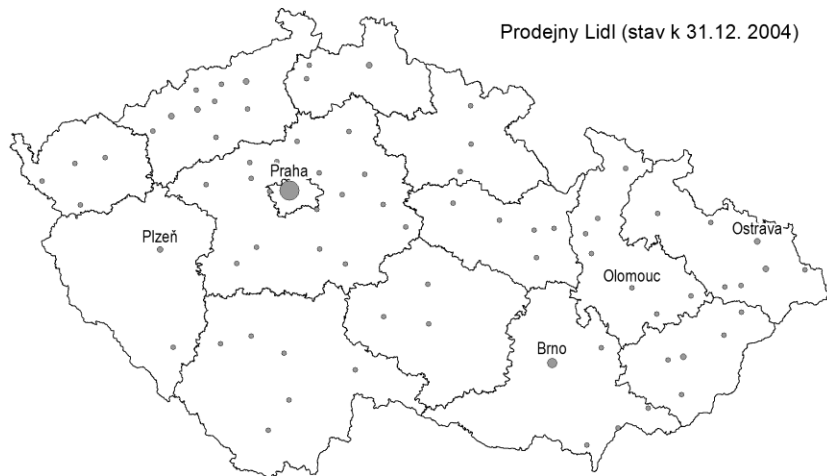 Prodejny Lidl (stav k 31.12. 2004)
Praha
Plzeň
Ostrava
Olomouc
Brno